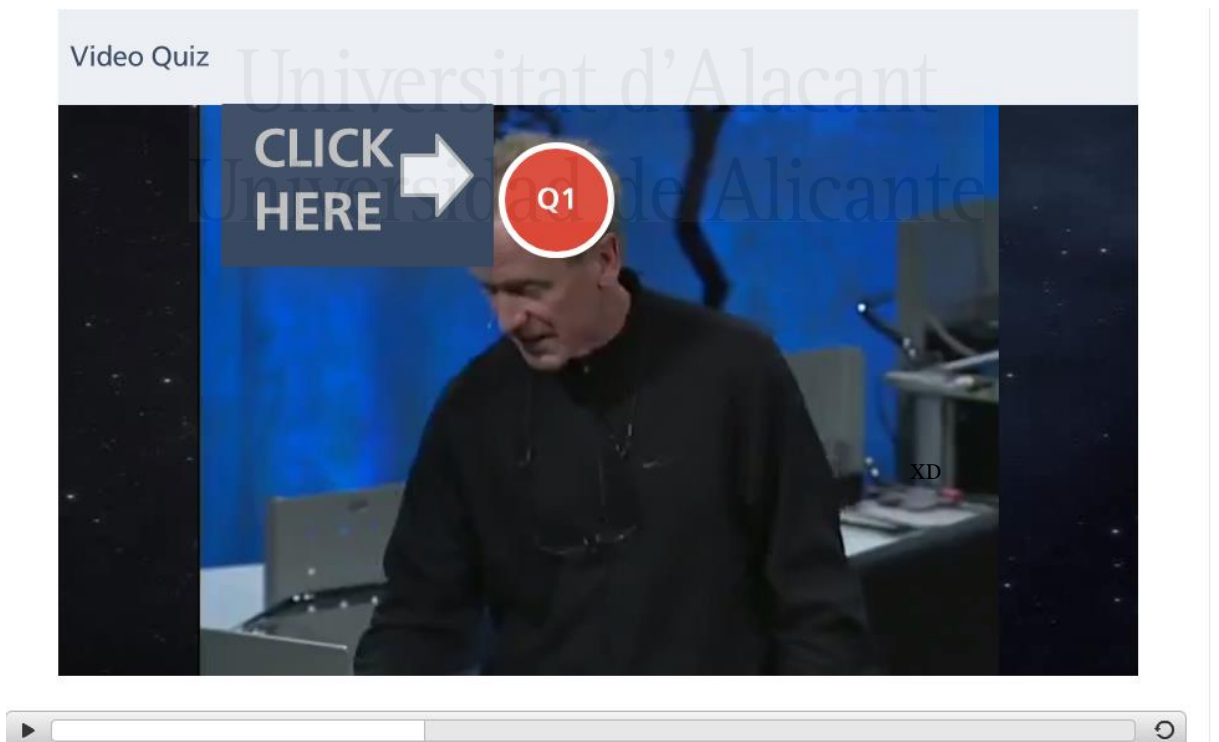 Video Quiz
Universitat d'Alacant
Universidad de Alicante
CLICK
HERE
Q1
XD